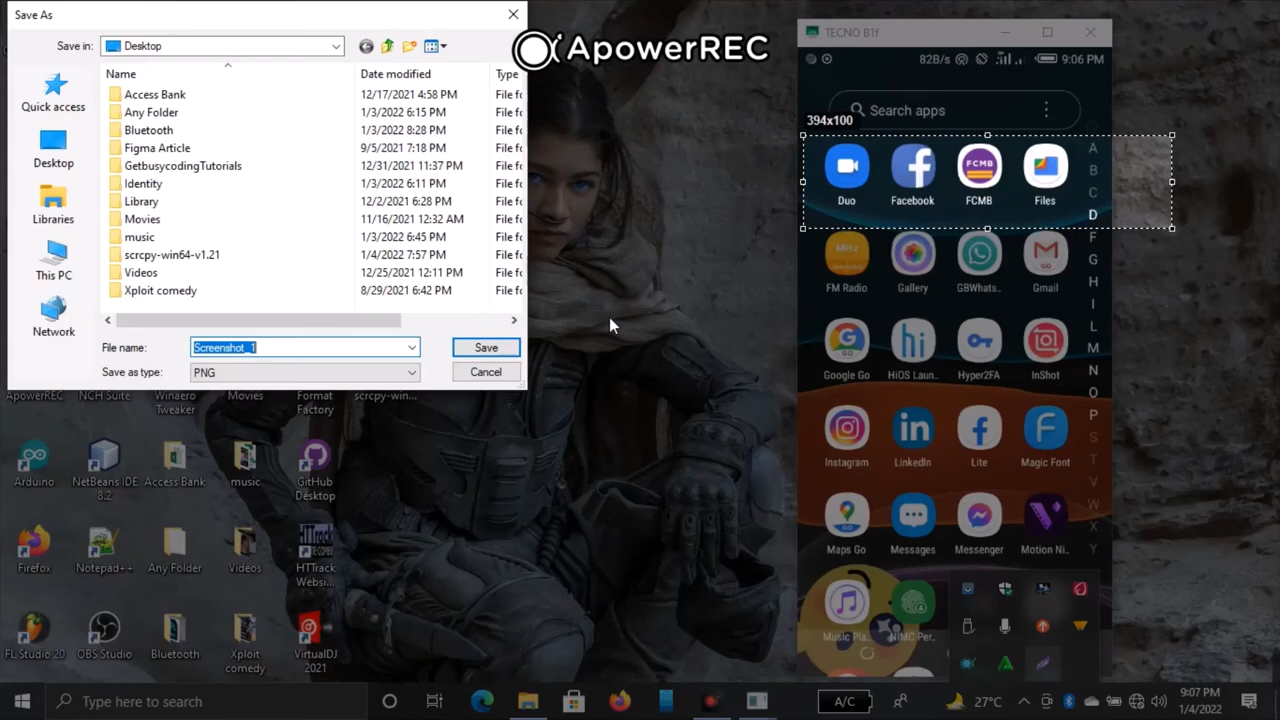 Save As
ApowerREC
Save in:
Desktop
Name
Date modified
Type
Access Bank
12/17/2021 4:58 PM
File fo
Any Folder
1/3/2022 6:15 PM
File fo
Bluetooth
1/3/2022 8:28 PM
File fo
Figma Article
9/5/2021 7:18 PM
File fo
GetbusycodingTutorials
12/31/2021 11:37 PM
File fo
Identity
1/3/2022 6:11 PM
File fo
Library
12/2/2021 6:28 PM
File fo
Movies
11/16/2021 12:32 AM
File fo
music
1/3/2022 6:45 PM
File fo
scrcpy-win64-v1.21
1/4/2022 7:57 PM
File fo
Videos
12/25/2021 12:11 PM
File fo
Xploit comedy
8/29/2021 6:42 PM
File fo
Quick access
Desktop
Libraries
This PC
Network
File name:
Screenshot_1
Save
Save as type:
PNG
Cancel
TECNO B1f
82B/s
9:06 PM
Search apps
394x100
Duo
Facebook
FCMB
FCMB
Files
FM Radio
Gallery
GBWhats..
Gmail
GO
Google Go
GO
hi
HiOS Laun..
Hyper2FA
InShot
Instagram
LinkedIn
Lite
Magic Font
Maps Go
GO
Messages
Messenger
Motion Ni...
Music Pla..
NIMC Per..
A
B
C
D
F
G
H
I
L
M
N
O
P
S
T
V
W
X
Y
ApowerREC
NCH Suite
Winaero
Tweaker
Movies
Format
Factory
scrcpy-win...
Arduino
NetBeans IDE
8.2
Access Bank
music
GitHub
Desktop
Firefox
Notepad++
Any Folder
Videos
HTTrack
Websi...
FL Studio 20
OBS Studio
Bluetooth
Xploit
comedy
VirtualDJ
2021
Type here to search
A/C
27°C
9:07 PM
1/4/2022